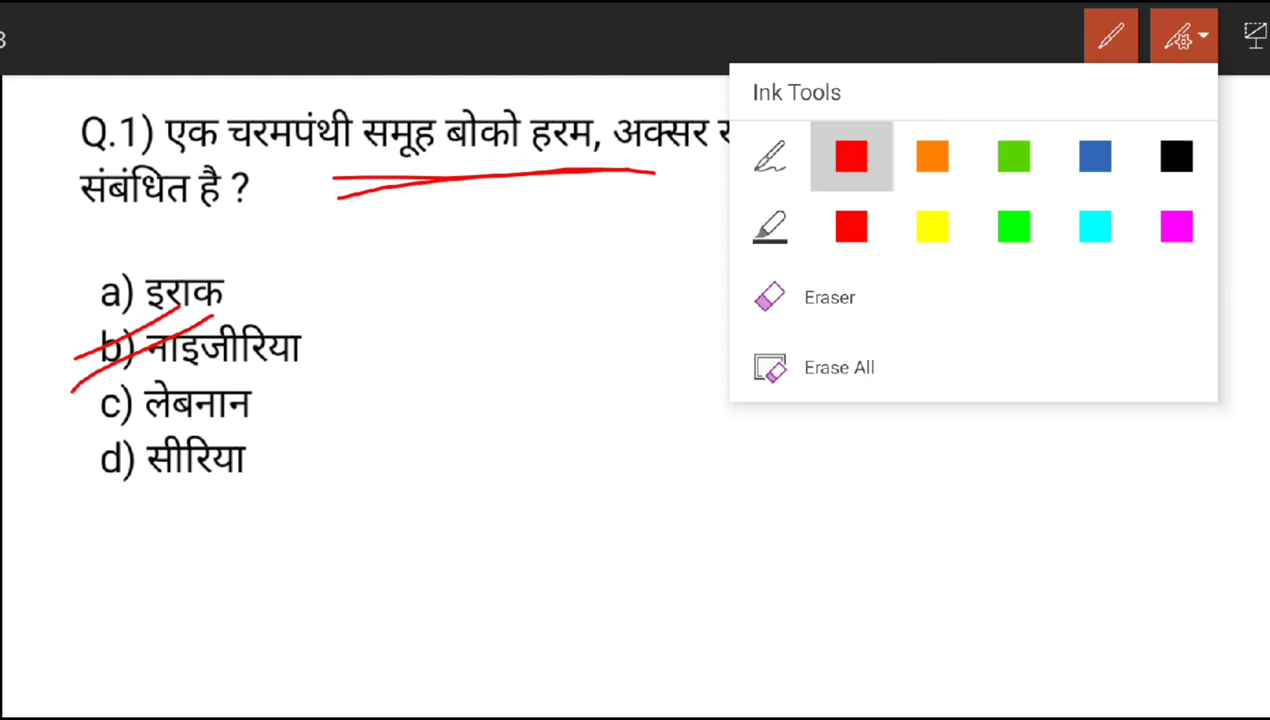 Ink Tools
Q.1) एक चरमपंथी समूह बोको हरम, अक्सर
संबंधित है ?
a) इराक
b) नाइजीरिया
c) लेबनान
d) सीरिया
Eraser
Erase All